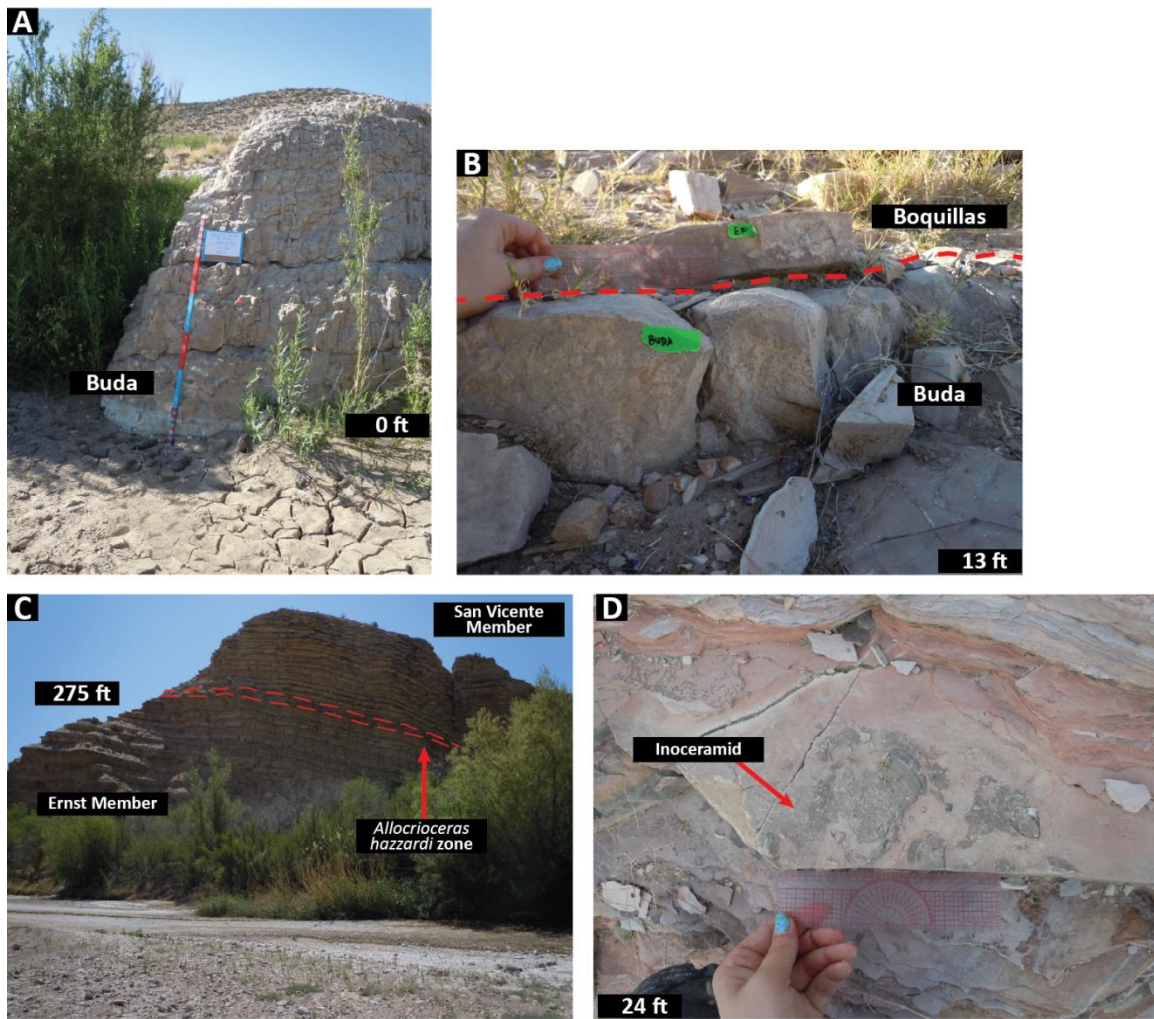 A
Buda
0 ft
B
Boquillas
BUDA
Buda
13 ft
C
San Vicente
Member
275 ft
Ernst Member
Allocrioceras
hazzardi zone
D
Inoceramid
24 ft